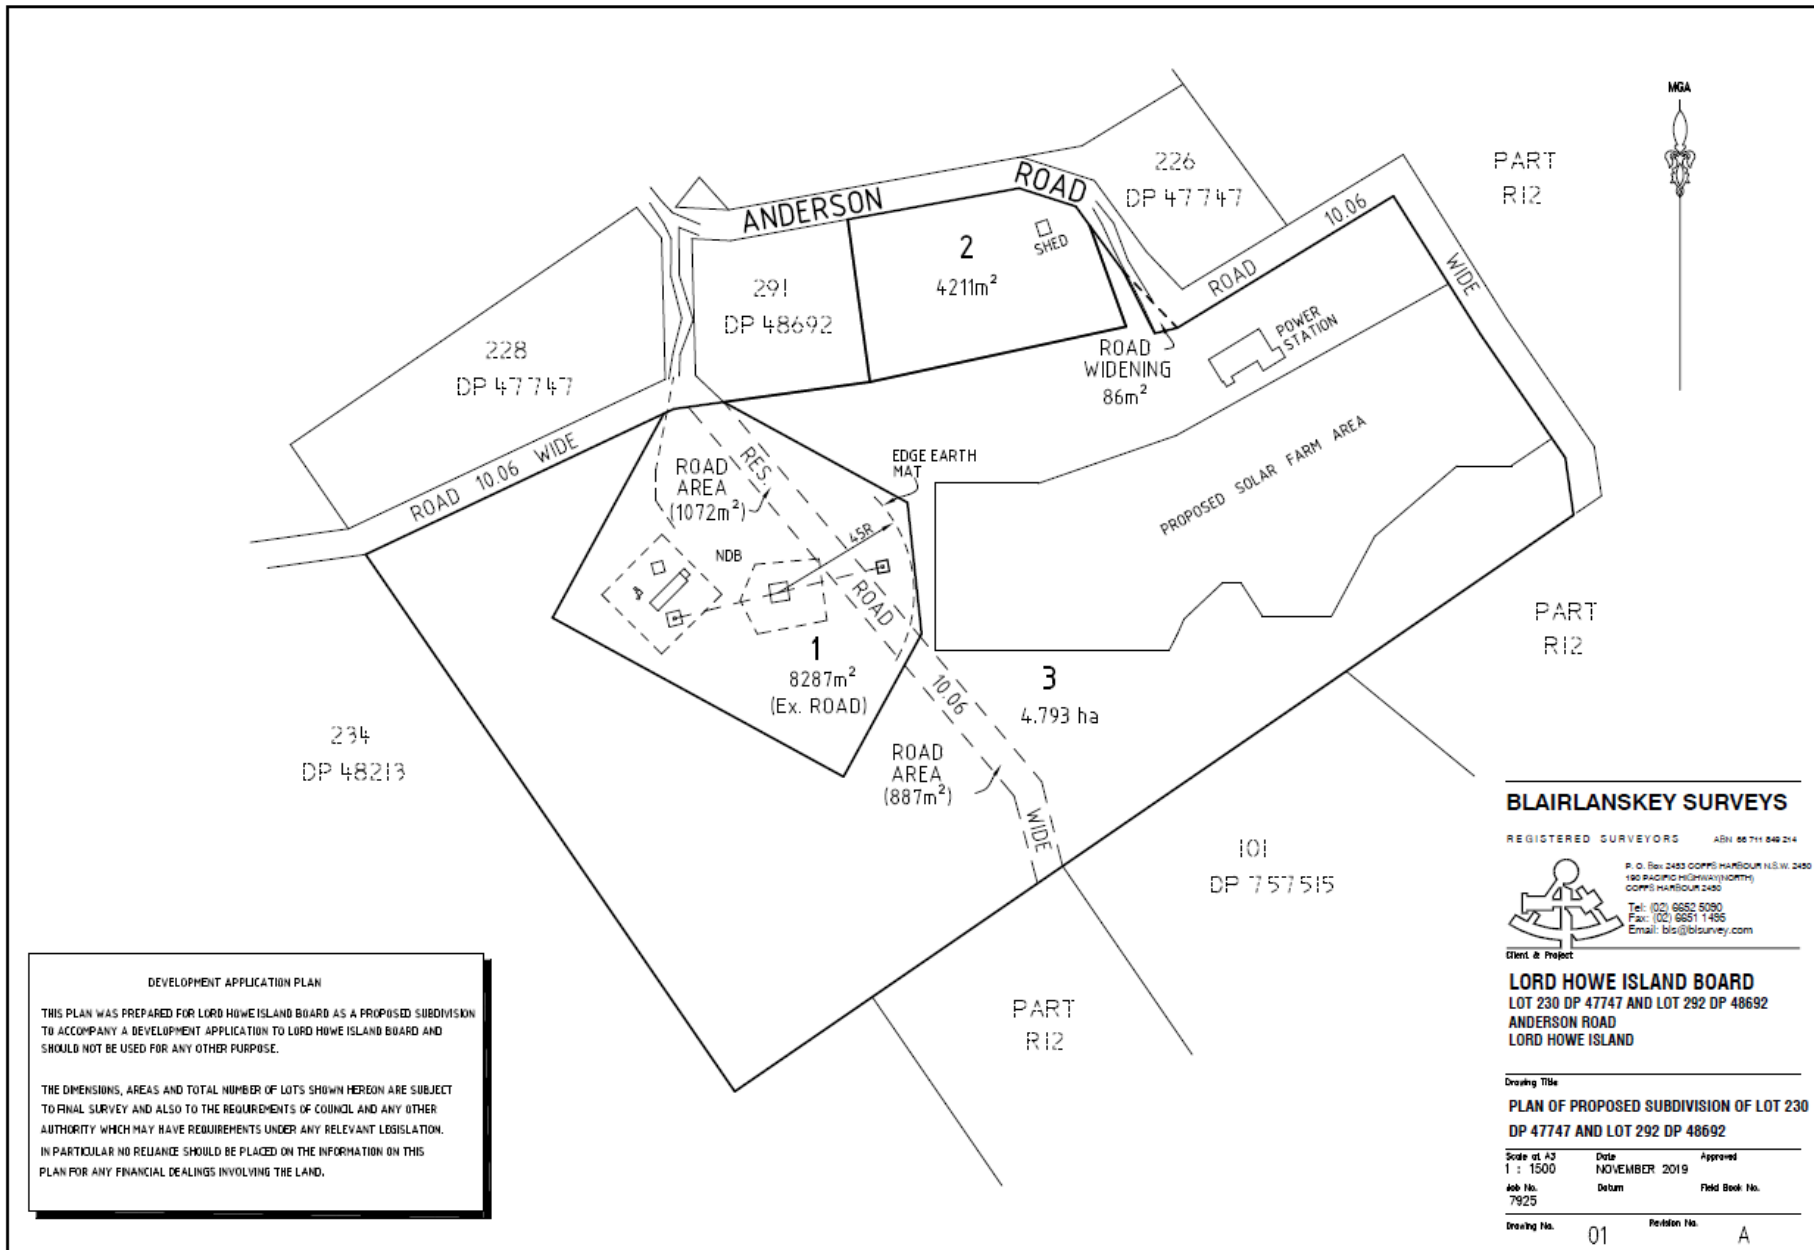 MGA
PART
R12
226
DP 47747
ANDERSON
ROAD
10.06
WIDE
ROAD
2
4211m²
SHED
291
DP 48692
228
DP 47747
POWER
STATION
ROAD
WIDENING
86m²
ROAD 10.06 WIDE
ROAD
AREA
(1072m²)
RES.
EDGE EARTH
MAT
PROPOSED SOLAR FARM AREA
45R
NDB
ROAD
1
8287m²
(Ex. ROAD)
10.06
3
4.793 ha
PART
R12
234
DP 48213
ROAD
AREA
(887m²)
WIDE
101
DP 757515
PART
R12
DEVELOPMENT APPLICATION PLAN
THIS PLAN WAS PREPARED FOR LORD HOWE ISLAND BOARD AS A PROPOSED SUBDIVISION
TO ACCOMPANY A DEVELOPMENT APPLICATION TO LORD HOWE ISLAND BOARD AND
SHOULD NOT BE USED FOR ANY OTHER PURPOSE.
THE DIMENSIONS, AREAS AND TOTAL NUMBER OF LOTS SHOWN HEREON ARE SUBJECT
TO FINAL SURVEY AND ALSO TO THE REQUIREMENTS OF COUNCIL AND ANY OTHER
AUTHORITY WHICH MAY HAVE REQUIREMENTS UNDER ANY RELEVANT LEGISLATION.
IN PARTICULAR NO RELIANCE SHOULD BE PLACED ON THE INFORMATION ON THIS
PLAN FOR ANY FINANCIAL DEALINGS INVOLVING THE LAND.
BLAIRLANSKEY SURVEYS
REGISTERED SURVEYORS ABN 66 711 849 214
P. O. Box 2453 COFFS HARBOUR N.S.W. 2450
190 PACIFIC HIGHWAY(NORTH)
COFFS HARBOUR 2450
Tel: (02) 6652 5090
Fax: (02) 6651 1495
Email: bls@blsurvey.com
Client & Project
LORD HOWE ISLAND BOARD
LOT 230 DP 47747 AND LOT 292 DP 48692
ANDERSON ROAD
LORD HOWE ISLAND
Drawing Title
PLAN OF PROPOSED SUBDIVISION OF LOT 230
DP 47747 AND LOT 292 DP 48692
Scale at A3 Date Approved
1 : 1500 NOVEMBER 2019
Job No. Datum Field Book No.
7925
Drawing No. 01 Revision No. A